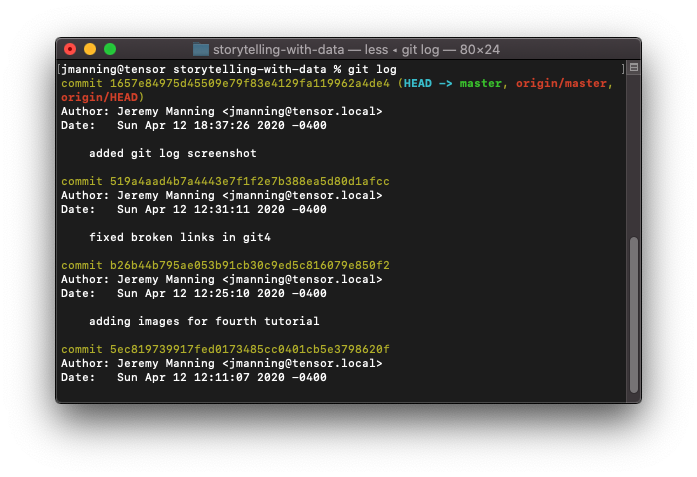 storytelling-with-data — less ◂ git log — 80×24
[jmanning@tensor storytelling-with-data % git log ]
commit 1657e84975d45509e79f83e4129fa119962a4de4 (HEAD -> master, origin/master,
origin/HEAD)
Author: Jeremy Manning <jmanning@tensor.local>
Date:   Sun Apr 12 18:37:26 2020 -0400
added git log screenshot
commit 519a4aad4b7a4443e7f1f2e7b388ea5d80d1afcc
Author: Jeremy Manning <jmanning@tensor.local>
Date:   Sun Apr 12 12:31:11 2020 -0400
fixed broken links in git4
commit b26b44b795ae053b91cb30c9ed5c816079e850f2
Author: Jeremy Manning <jmanning@tensor.local>
Date:   Sun Apr 12 12:25:10 2020 -0400
adding images for fourth tutorial
commit 5ec819739917fed0173485cc0401cb5e3798620f
Author: Jeremy Manning <jmanning@tensor.local>
Date:   Sun Apr 12 12:11:07 2020 -0400